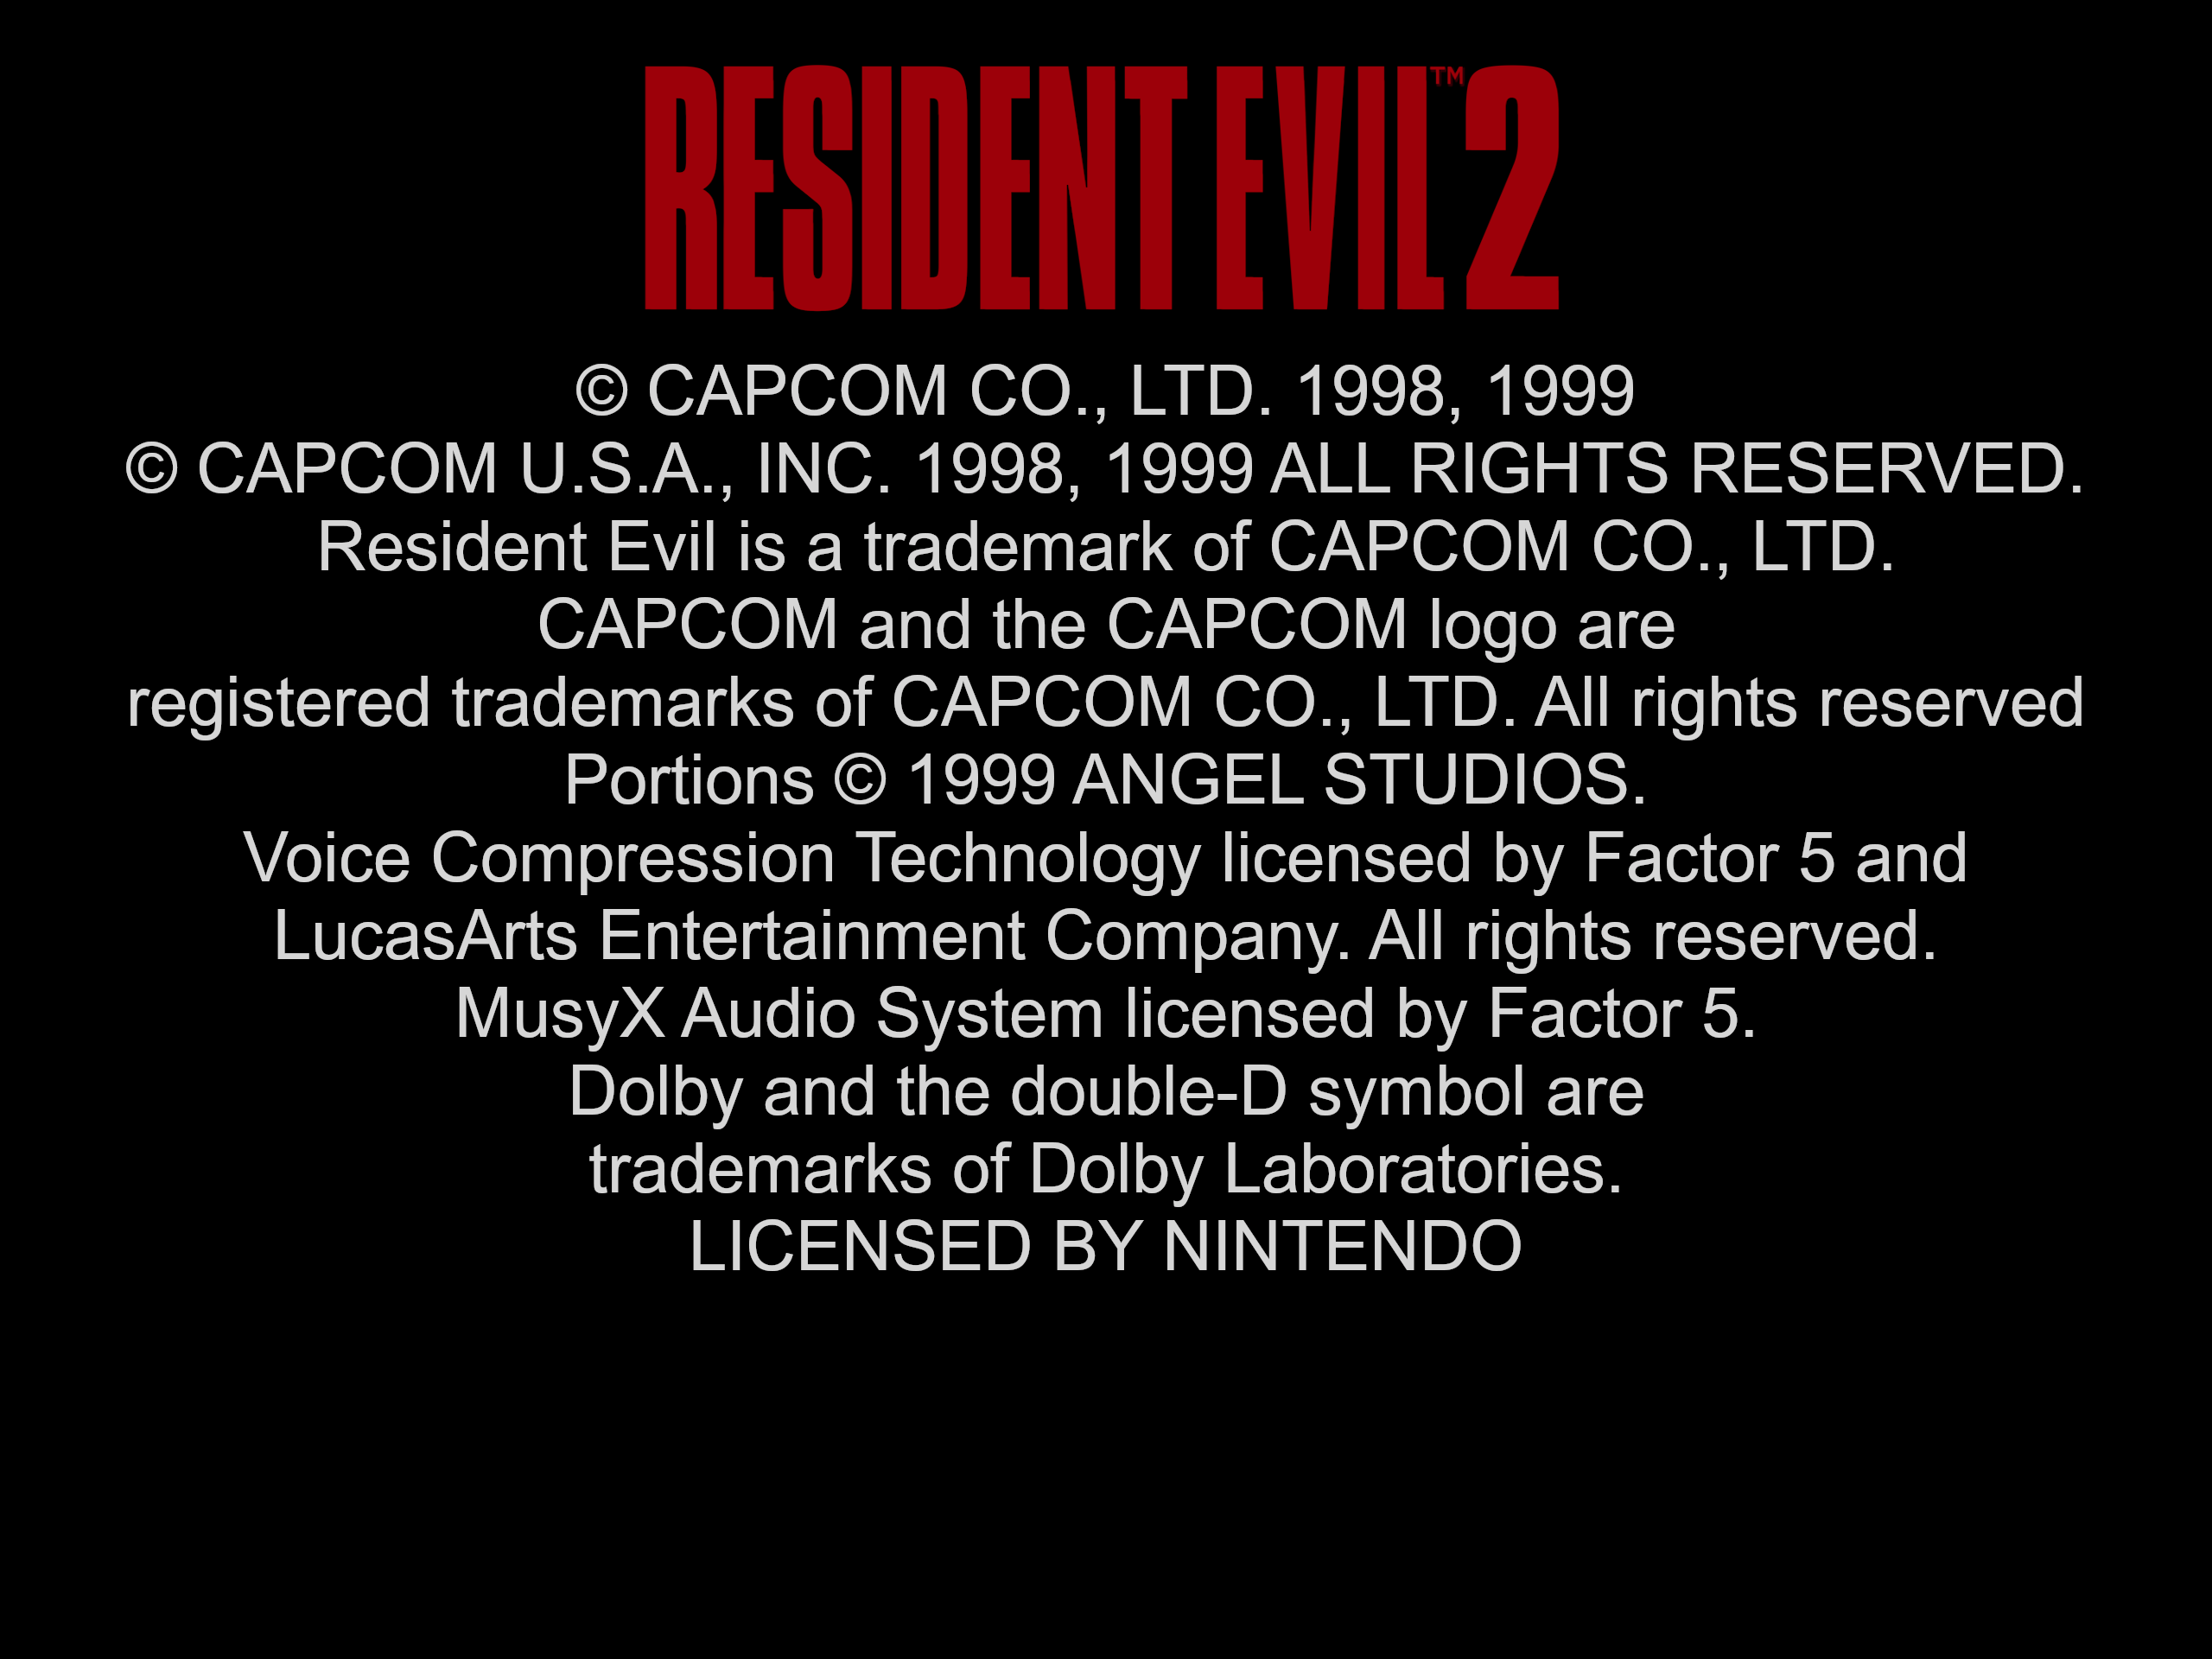 RESIDENT EVIL™ 2
© CAPCOM CO., LTD. 1998, 1999
© CAPCOM U.S.A., INC. 1998, 1999 ALL RIGHTS RESERVED.
Resident Evil is a trademark of CAPCOM CO., LTD.
CAPCOM and the CAPCOM logo are
registered trademarks of CAPCOM CO., LTD. All rights reserved
Portions © 1999 ANGEL STUDIOS.
Voice Compression Technology licensed by Factor 5 and
LucasArts Entertainment Company. All rights reserved.
MusyX Audio System licensed by Factor 5.
Dolby and the double-D symbol are
trademarks of Dolby Laboratories.
LICENSED BY NINTENDO